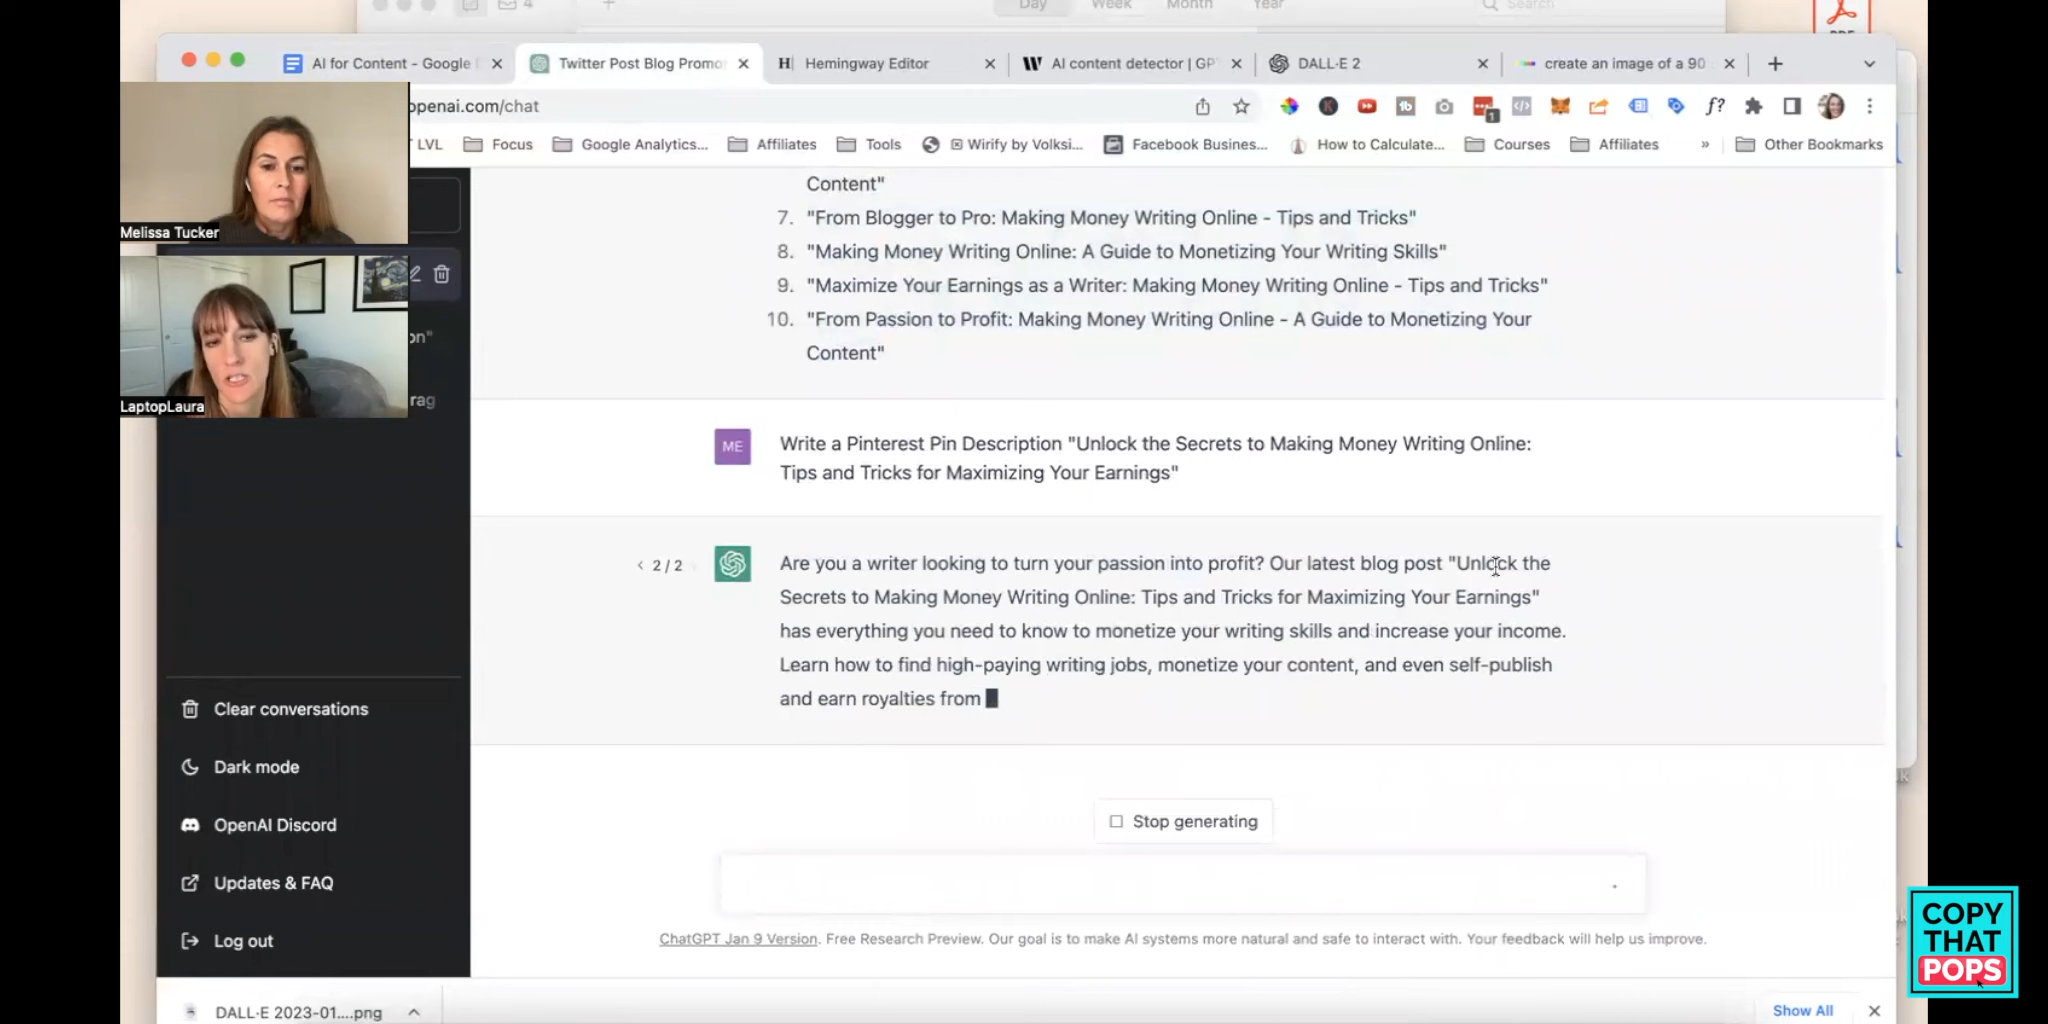 4
Day
Week
Month
Year
Search
AI for Content - Google
Twitter Post Blog Promo
Hemingway Editor
AI content detector | GP
DALL·E 2
create an image of a 90
openai.com/chat
LVL
Focus
Google Analytics...
Affiliates
Tools
Wirify by Volksi...
Facebook Busines...
How to Calculate...
Courses
Affiliates
»
Other Bookmarks
Melissa Tucker
LaptopLaura
on"
rag
Content"
7. "From Blogger to Pro: Making Money Writing Online - Tips and Tricks"
8. "Making Money Writing Online: A Guide to Monetizing Your Writing Skills"
9. "Maximize Your Earnings as a Writer: Making Money Writing Online - Tips and Tricks"
10. "From Passion to Profit: Making Money Writing Online - A Guide to Monetizing Your
Content"
ME
Write a Pinterest Pin Description "Unlock the Secrets to Making Money Writing Online:
Tips and Tricks for Maximizing Your Earnings"
< 2 / 2
Are you a writer looking to turn your passion into profit? Our latest blog post "Unlock the
Secrets to Making Money Writing Online: Tips and Tricks for Maximizing Your Earnings"
has everything you need to know to monetize your writing skills and increase your income.
Learn how to find high-paying writing jobs, monetize your content, and even self-publish
and earn royalties from
Clear conversations
Dark mode
OpenAI Discord
Updates & FAQ
Log out
Stop generating
ChatGPT Jan 9 Version. Free Research Preview. Our goal is to make AI systems more natural and safe to interact with. Your feedback will help us improve.
DALL·E 2023-01....png
Show All
COPY
THAT
POPS